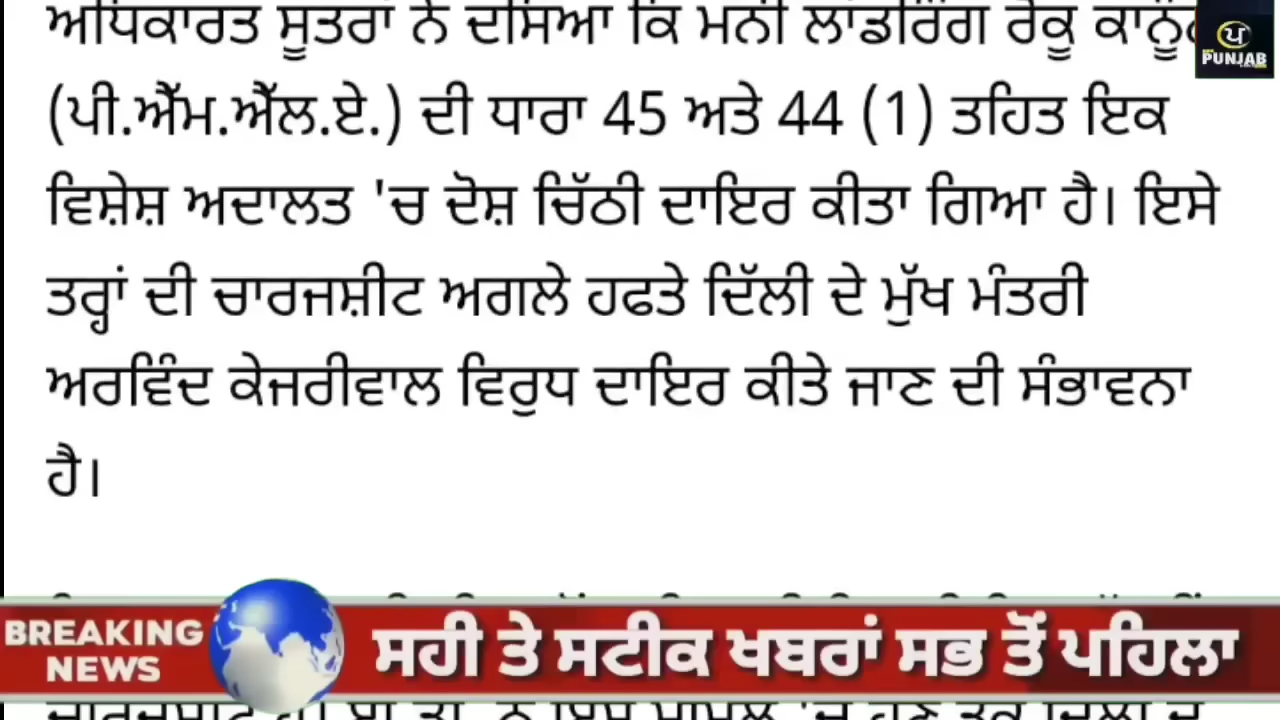 ਅਧਿਕਾਰਤ ਸੂਤਰਾਂ ਨੇ ਦੱਸਿਆ ਕਿ ਮਨੀ ਲਾਂਡਰਿੰਗ ਰੋਕੂ
(ਪੀ.ਐੱਮ.ਐੱਲ.ਏ.) ਦੀ ਧਾਰਾ 45 ਅਤੇ 44 (1) ਤਹਿਤ ਇਕ
ਵਿਸ਼ੇਸ਼ ਅਦਾਲਤ 'ਚ ਦੋਸ਼ ਚਿੱਠੀ ਦਾਇਰ ਕੀਤਾ ਗਿਆ ਹੈ। ਇਸੇ
ਤਰ੍ਹਾਂ ਦੀ ਚਾਰਜਸ਼ੀਟ ਅਗਲੇ ਹਫਤੇ ਦਿੱਲੀ ਦੇ ਮੁੱਖ ਮੰਤਰੀ
ਅਰਵਿੰਦ ਕੇਜਰੀਵਾਲ ਵਿਰੁਧ ਦਾਇਰ ਕੀਤੇ ਜਾਣ ਦੀ ਸੰਭਾਵਨਾ
ਹੈ।
ਪ
PUNJAB
BREAKING
NEWS
ਸਹੀ ਤੇ ਸਟੀਕ ਖਬਰਾਂ ਸਭ ਤੋਂ ਪਹਿਲਾ